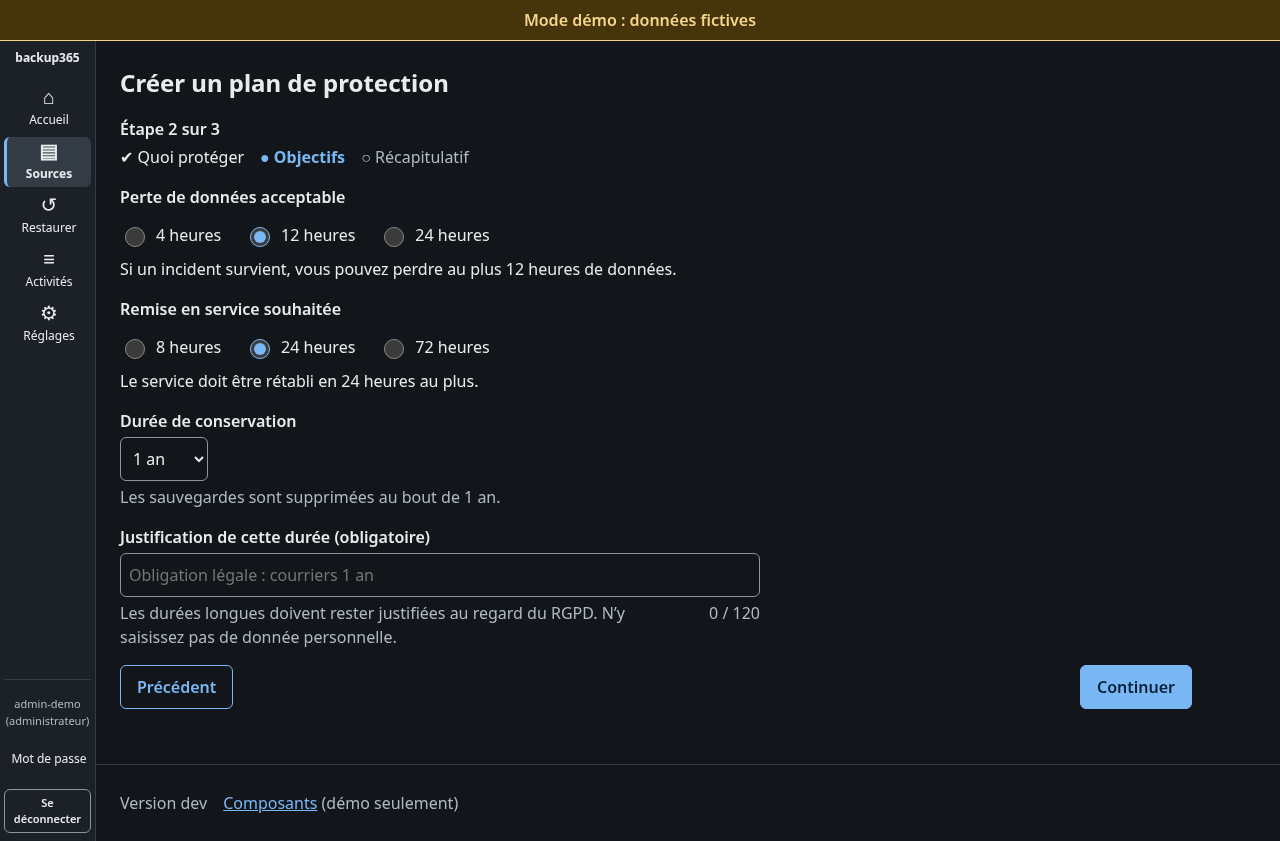 Mode démo : données fictives
backup365
Accueil
Sources
Restaurer
Activités
Réglages
admin-demo
(administrateur)
Mot de passe
Se
déconnecter
Créer un plan de protection
Étape 2 sur 3
✔ Quoi protéger ● Objectifs ○ Récapitulatif
Perte de données acceptable
4 heures 12 heures 24 heures
Si un incident survient, vous pouvez perdre au plus 12 heures de données.
Remise en service souhaitée
8 heures 24 heures 72 heures
Le service doit être rétabli en 24 heures au plus.
Durée de conservation
1 an
Les sauvegardes sont supprimées au bout de 1 an.
Justification de cette durée (obligatoire)
Obligation légale : courriers 1 an
Les durées longues doivent rester justifiées au regard du RGPD. N’y 0 / 120
saisissez pas de donnée personnelle.
Précédent Continuer
Version dev Composants (démo seulement)